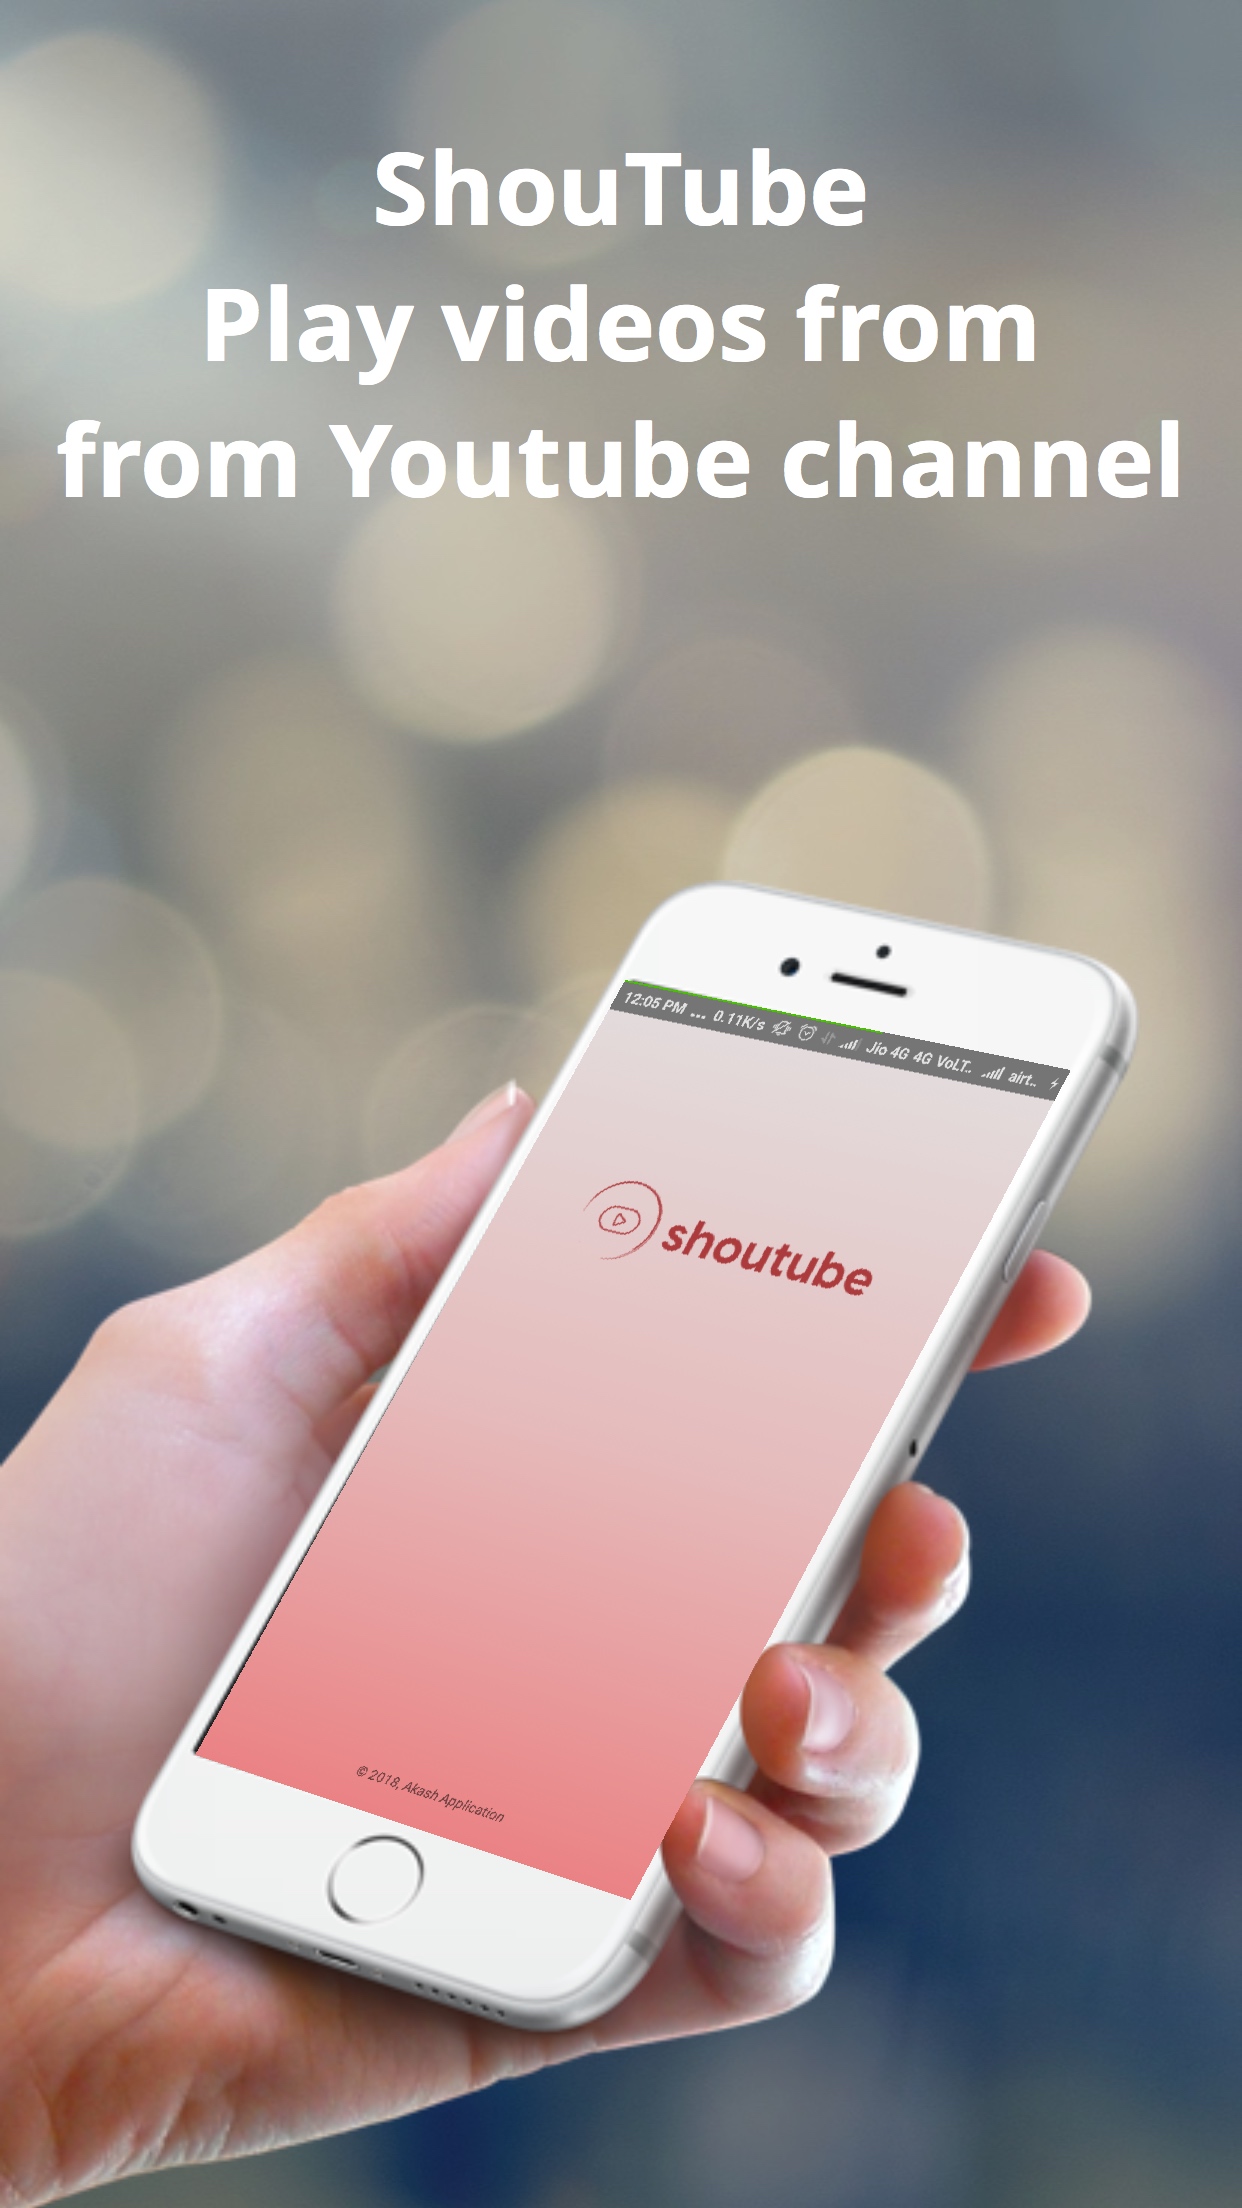 ShouTube
Play videos from
from Youtube channel
12:05 PM ... 0.11K/s Jio 4G 4G VoLT.. airt..
shoutube
© 2018, Akash Application